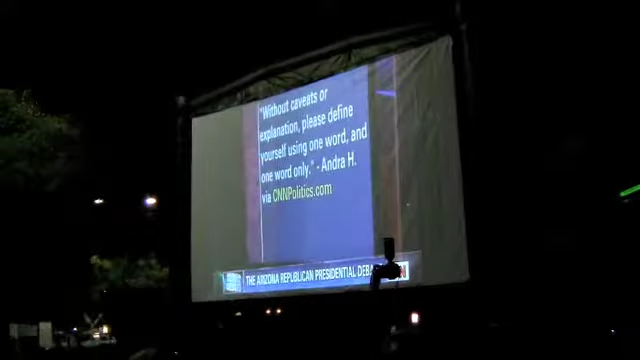 "Without caveats or
explanation, please define
yourself using one word, and
one word only." - Andra H.
via CNNPolitics.com
THE ARIZONA REPUBLICAN PRESIDENTIAL